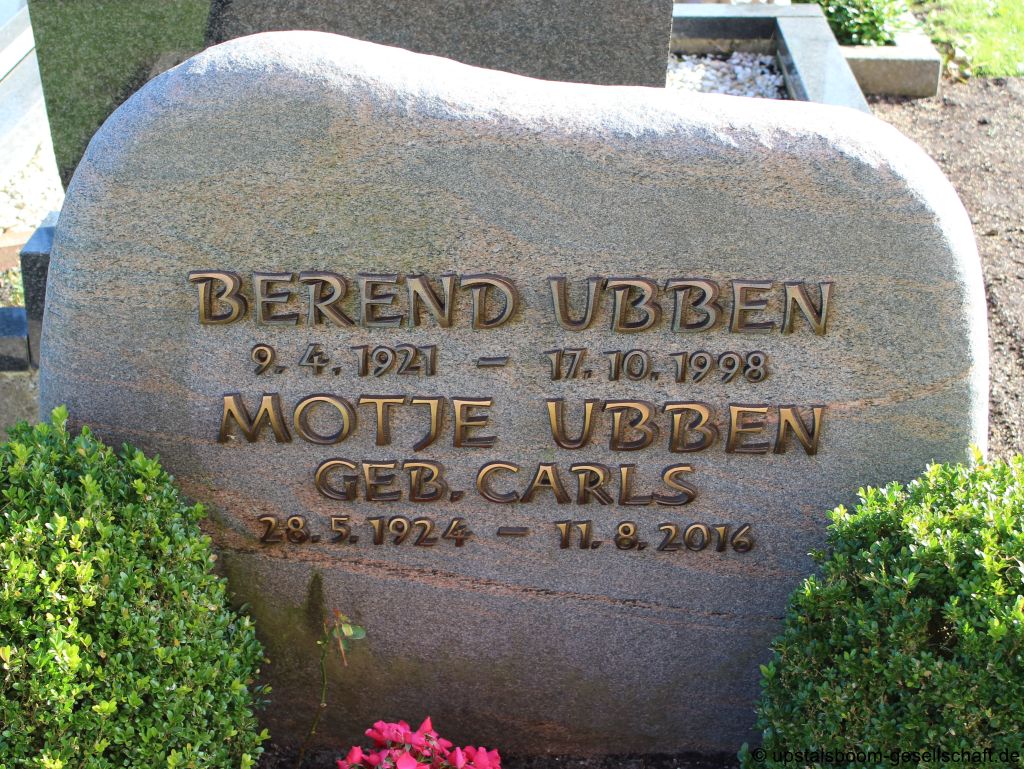 BEREND UBBEN
9. 4. 1921 – 17. 10. 1998
MOTJE UBBEN
GEB. CARLS
28. 5. 1924 – 11. 8. 2016
© upstalsboom-gesellschaft.de